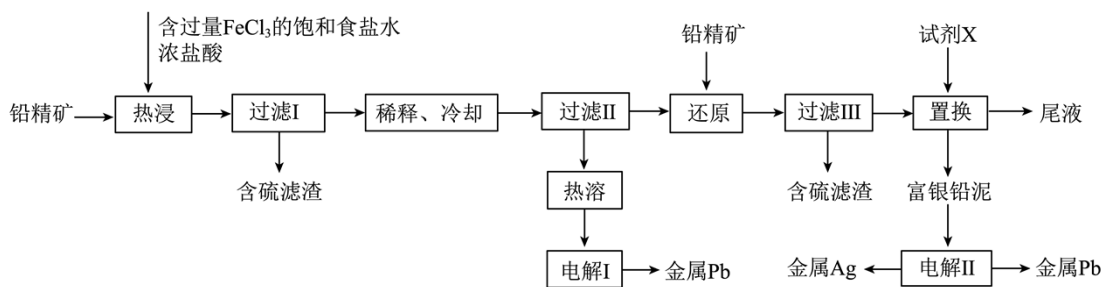 含过量FeCl₃的饱和食盐水
浓盐酸
铅精矿
试剂X
铅精矿
热浸
过滤Ⅰ
稀释、冷却
过滤Ⅱ
还原
过滤Ⅲ
置换
尾液
含硫滤渣
热溶
含硫滤渣
富银铅泥
电解Ⅰ
金属Pb
金属Ag
电解Ⅱ
金属Pb